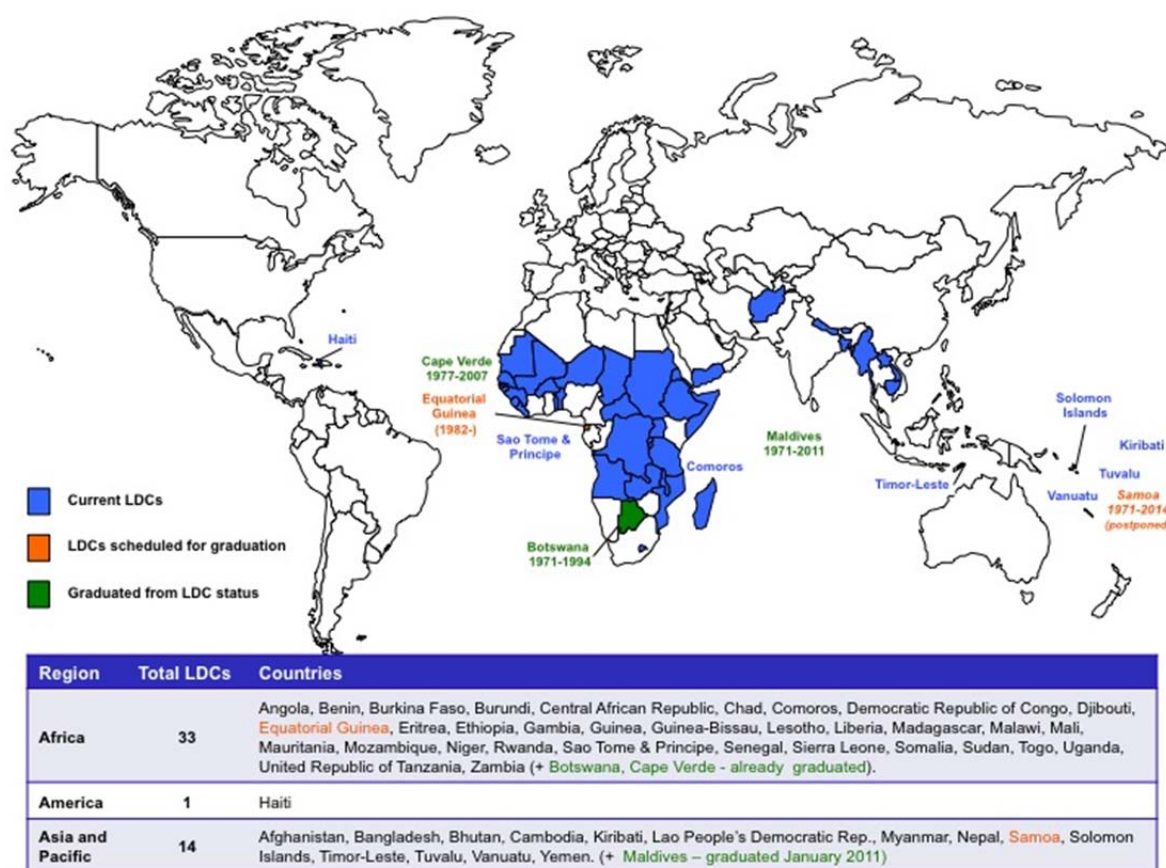 Haiti
Cape Verde
1977-2007
Equatorial
Guinea
(1982-)
Sao Tome &
Principe
Comoros
Maldives
1971-2011
Solomon
Islands
Kiribati
Timor-Leste
Tuvalu
Vanuatu
Samoa
1971-2014
(postponed
Botswana
1971-1994
Current LDCs
LDCs scheduled for graduation
Graduated from LDC status
Region Total LDCs Countries
Africa 33
Angola, Benin, Burkina Faso, Burundi, Central African Republic, Chad, Comoros, Democratic Republic of Congo, Djibouti,
Equatorial Guinea, Eritrea, Ethiopia, Gambia, Guinea, Guinea-Bissau, Lesotho, Liberia, Madagascar, Malawi, Mali,
Mauritania, Mozambique, Niger, Rwanda, Sao Tome & Principe, Senegal, Sierra Leone, Somalia, Sudan, Togo, Uganda,
United Republic of Tanzania, Zambia (+ Botswana, Cape Verde - already graduated).
America 1 Haiti
Asia and
Pacific
14
Afghanistan, Bangladesh, Bhutan, Cambodia, Kiribati, Lao People's Democratic Rep., Myanmar, Nepal, Samoa, Solomon
Islands, Timor-Leste, Tuvalu, Vanuatu, Yemen. (+ Maldives – graduated January 2011)